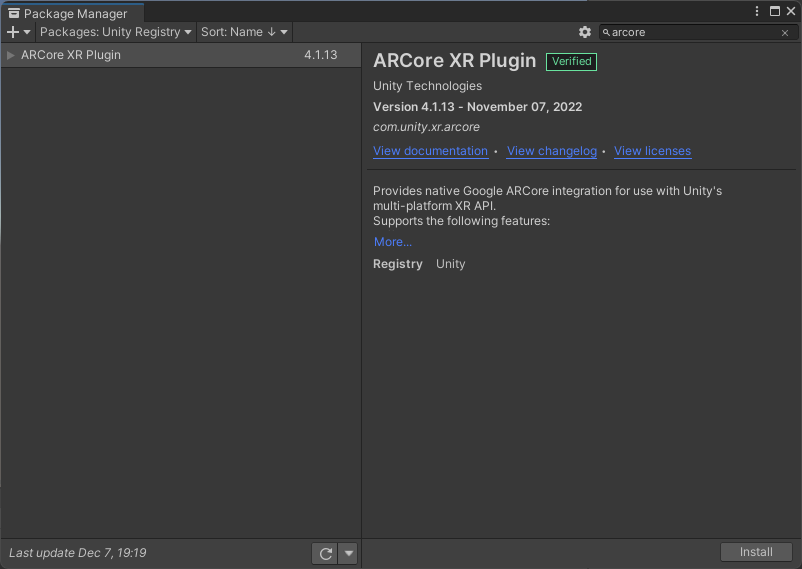 Package Manager
Packages: Unity Registry
Sort: Name ↓
arcore
ARCore XR Plugin 4.1.13
ARCore XR Plugin Verified
Unity Technologies
Version 4.1.13 - November 07, 2022
com.unity.xr.arcore
View documentation • View changelog • View licenses
Provides native Google ARCore integration for use with Unity's
multi-platform XR API.
Supports the following features:
More...
Registry Unity
Last update Dec 7, 19:19
Install